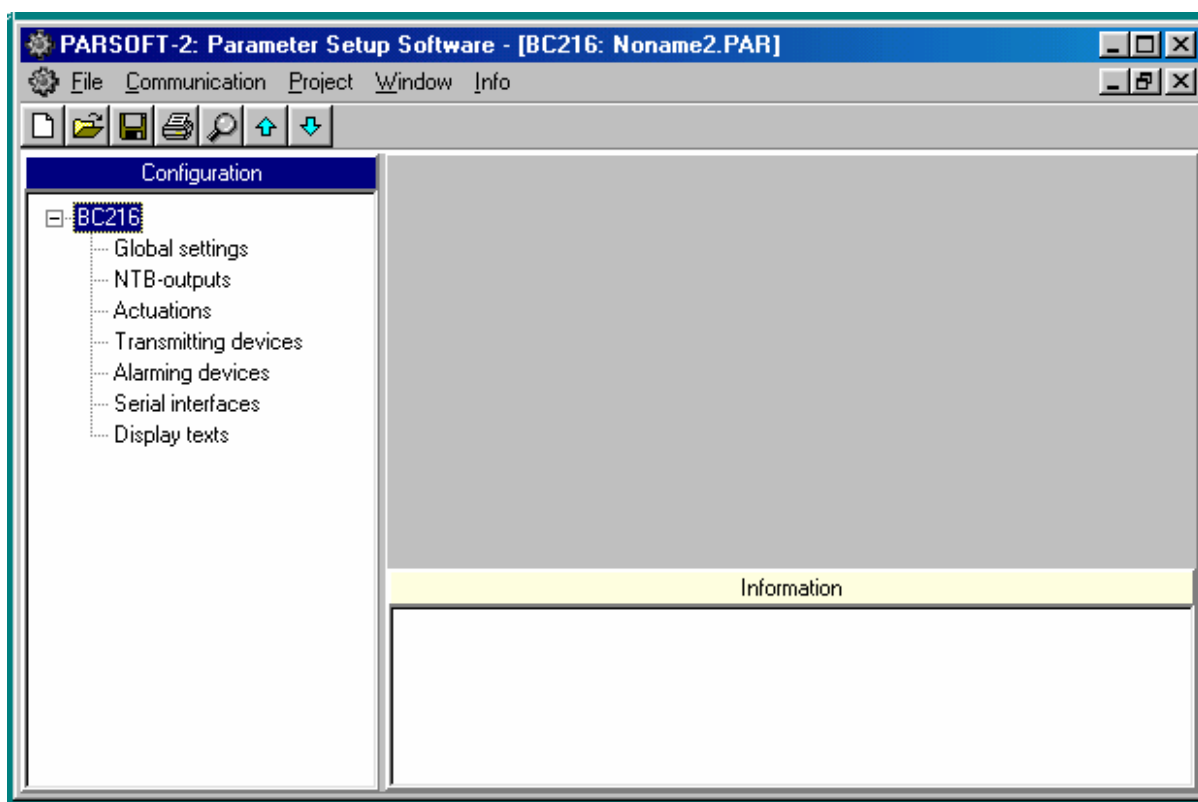 PARSOFT-2: Parameter Setup Software - [BC216: Noname2.PAR]
File Communication Project Window Info
Configuration
BC216
Global settings
NTB-outputs
Actuations
Transmitting devices
Alarming devices
Serial interfaces
Display texts
Information